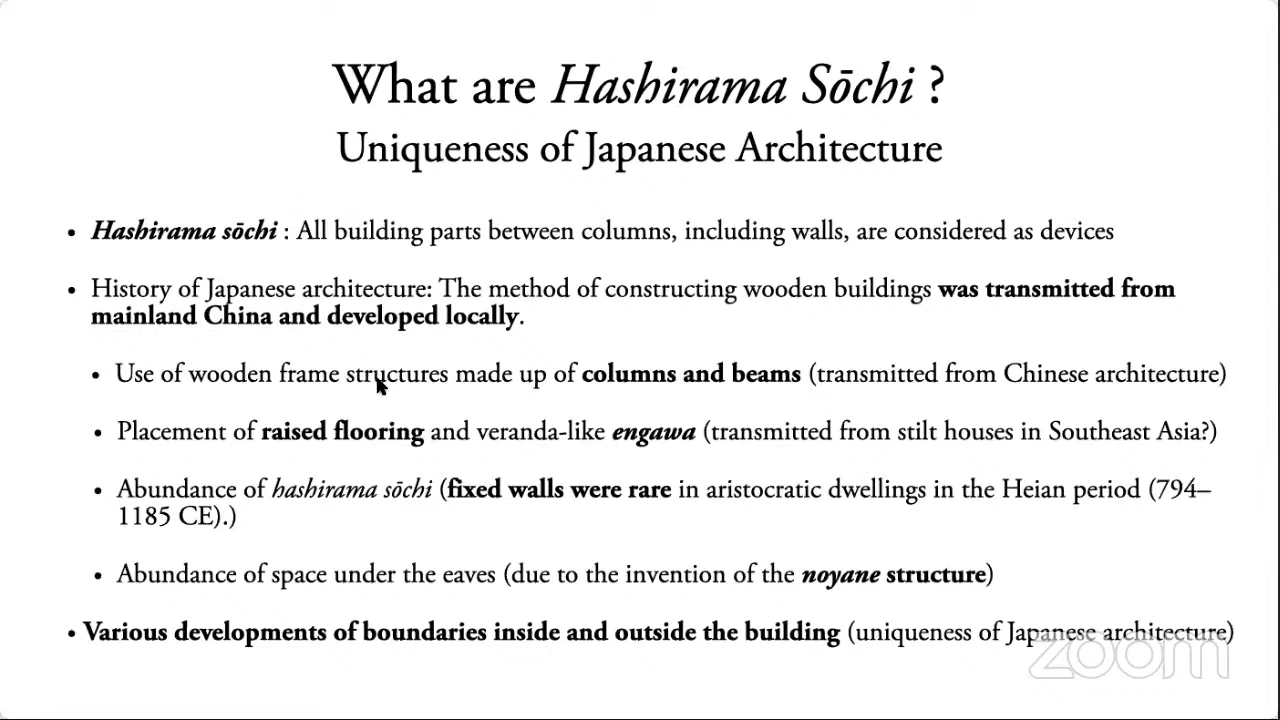 What are Hashirama Sōchi ?
Uniqueness of Japanese Architecture
• Hashirama sōchi : All building parts between columns, including walls, are considered as devices
• History of Japanese architecture: The method of constructing wooden buildings was transmitted from
mainland China and developed locally.
• Use of wooden frame structures made up of columns and beams (transmitted from Chinese architecture)
• Placement of raised flooring and veranda-like engawa (transmitted from stilt houses in Southeast Asia?)
• Abundance of hashirama sōchi (fixed walls were rare in aristocratic dwellings in the Heian period (794–
1185 CE).)
• Abundance of space under the eaves (due to the invention of the noyane structure)
• Various developments of boundaries inside and outside the building (uniqueness of Japanese architecture)
zoom